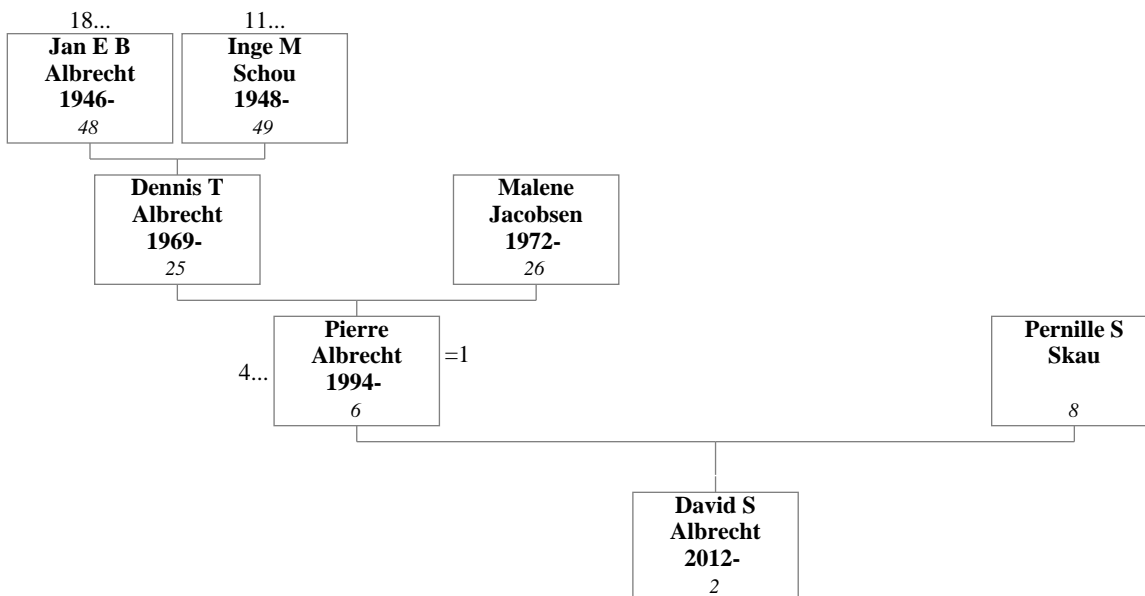 18...
11...
Jan E B
Albrecht
1946-
48
Inge M
Schou
1948-
49
Dennis T
Albrecht
1969-
25
Malene
Jacobsen
1972-
26
4...
Pierre
Albrecht
1994-
6
=1
Pernille S
Skau
8
David S
Albrecht
2012-
2